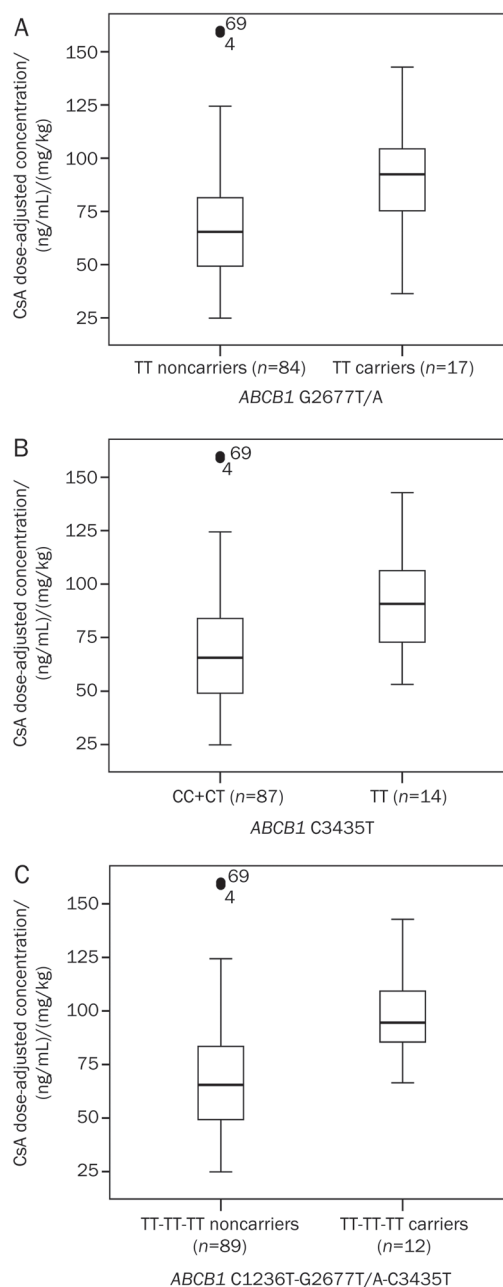 A
CsA dose-adjusted concentration/
(ng/mL)/(mg/kg)
150
125
100
75
50
25
69
4
TT noncarriers (n=84) TT carriers (n=17)
ABCB1 G2677T/A
B
CsA dose-adjusted concentration/
(ng/mL)/(mg/kg)
150
125
100
75
50
25
69
4
CC+CT (n=87) TT (n=14)
ABCB1 C3435T
C
CsA dose-adjusted concentration/
(ng/mL)/(mg/kg)
150
125
100
75
50
25
69
4
TT-TT-TT noncarriers TT-TT-TT carriers
(n=89) (n=12)
ABCB1 C1236T-G2677T/A-C3435T